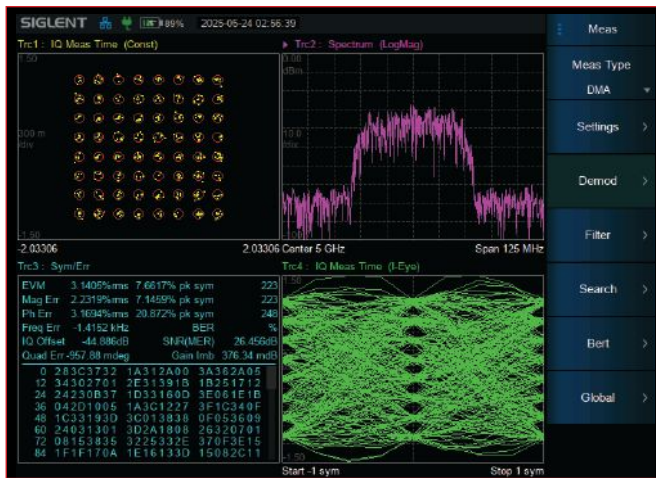 SIGLENT 89% 2025-05-24 02:56:39
Trc1: IQ Meas Time (Const)
1.50
300 m
/div
-1.50
-2.03306 2.03306
Trc2: Spectrum (LogMag)
0.00
dBm
10.0
/div
-100
Center 5 GHz Span 125 MHz
Trc3: Sym/Err
EVM 3.1405%rms 7.6617% pk sym 223
Mag Err 2.2319%rms 7.1459% pk sym 223
Ph Err 3.1694%rms 20.872% pk sym 248
Freq Err -1.4152 kHz BER %
IQ Offset -44.886dB SNR(MER) 26.456dB
Quad Err -957.88 mdeg Gain Imb 376.34 mdB
0 283C3732 1A312A00 3A362A05
12 34302701 2E31391B 1B251712
24 24230B37 1D33160D 3E061E1B
36 042D1005 1A3C1227 3F1C340F
48 1C33193D 3C013838 0F053609
60 24031301 3D2A1808 26320701
72 08153835 3225332E 370F3E15
84 1F1F170A 1E16133D 15082C11
Trc4: IQ Meas Time (I-Eye)
1.50
-1.50
Start -1 sym Stop 1 sym
Meas
Meas Type
DMA
Settings
Demod
Filter
Search
Bert
Global